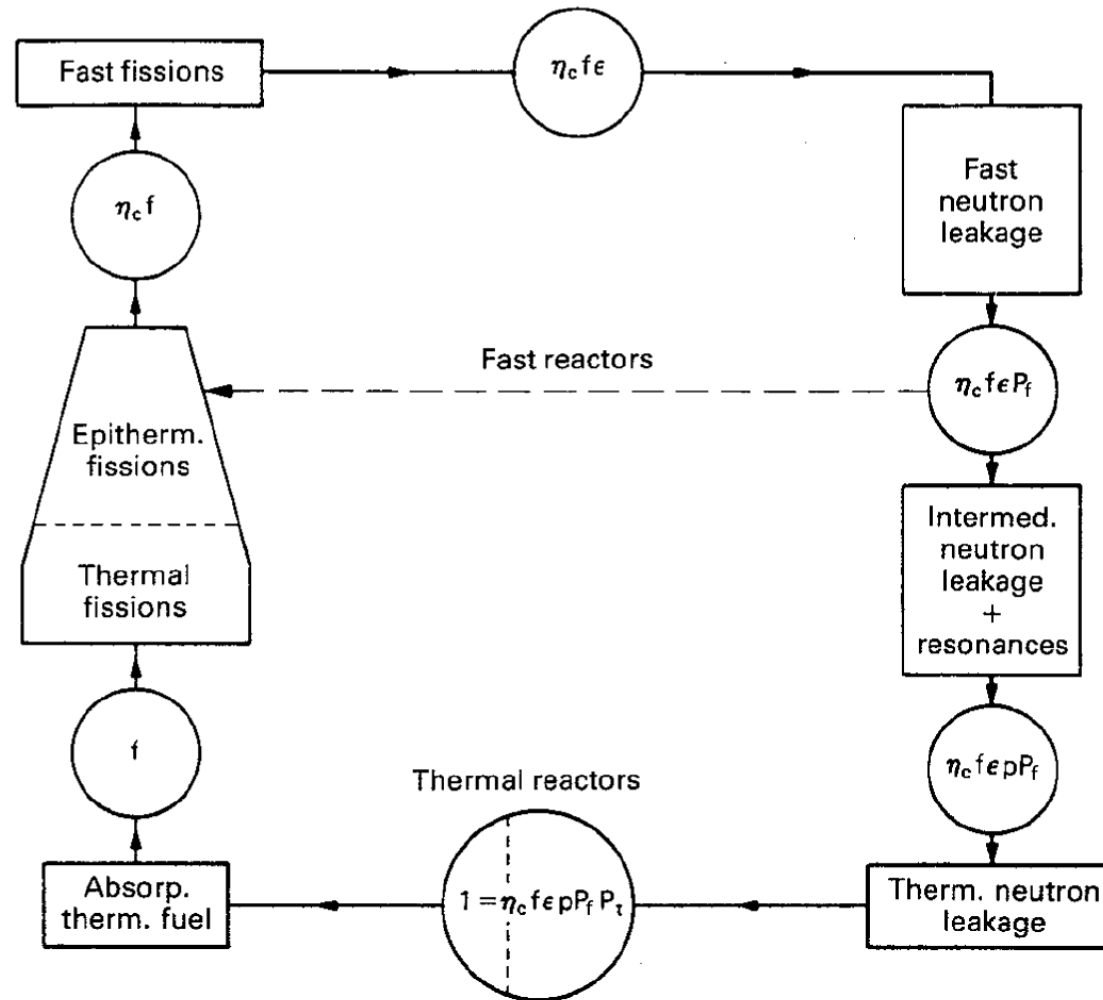 Fast fissions
η_c f ϵ
Fast
neutron
leakage
η_c f
Fast reactors
η_c f ϵ P_f
Epitherm.
fissions
Intermed.
neutron
leakage
+
resonances
Thermal
fissions
f
η_c f ϵ p P_f
Thermal reactors
Absorp.
therm. fuel
1 = η_c f ϵ p P_f P_t
Therm. neutron
leakage